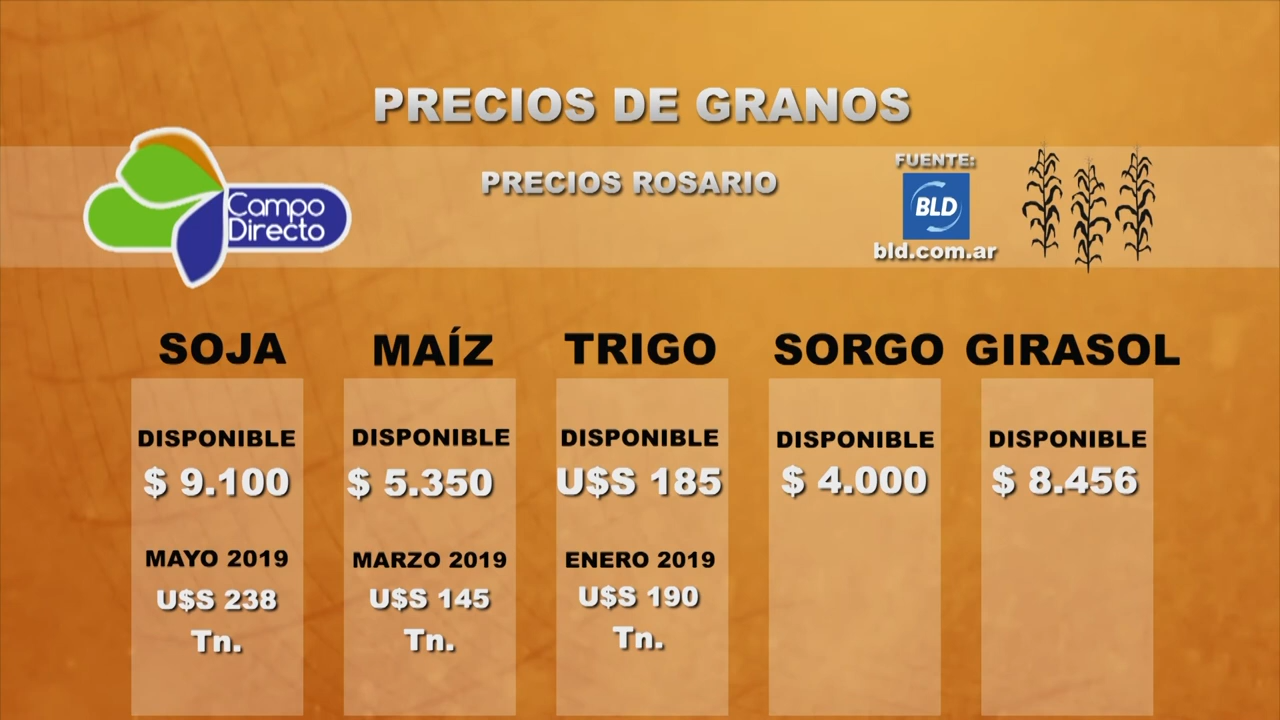 PRECIOS DE GRANOS
Campo
Directo
PRECIOS ROSARIO
FUENTE:
BLD
bld.com.ar
SOJA
DISPONIBLE
$ 9.100
MAYO 2019
U$S 238
Tn.
MAÍZ
DISPONIBLE
$ 5.350
MARZO 2019
U$S 145
Tn.
TRIGO
DISPONIBLE
U$S 185
ENERO 2019
U$S 190
Tn.
SORGO
DISPONIBLE
$ 4.000
GIRASOL
DISPONIBLE
$ 8.456